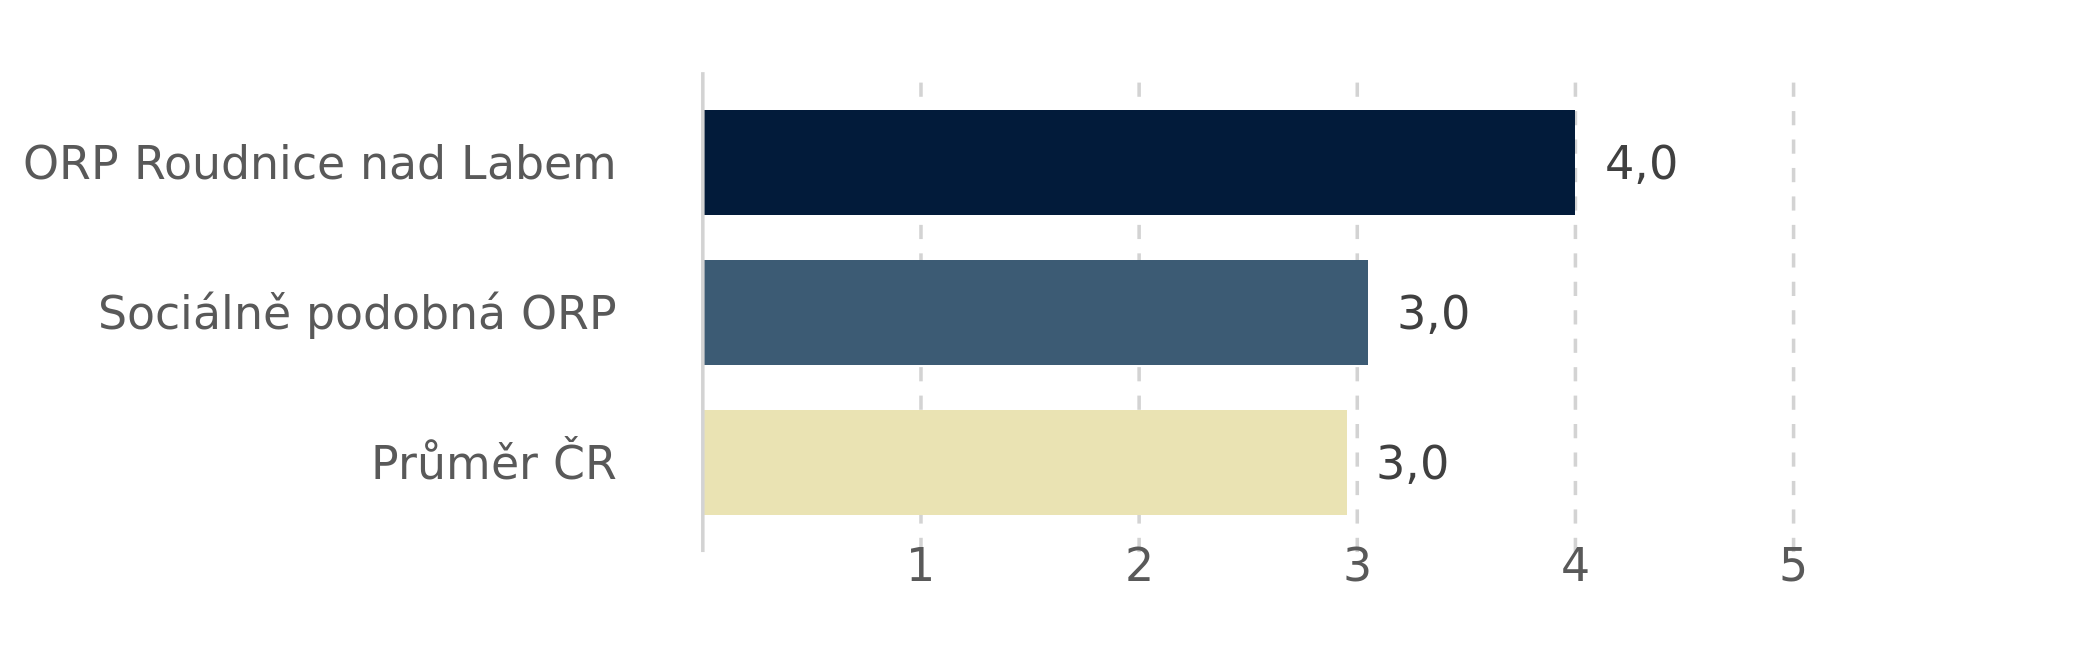 ORP Roudnice nad Labem
4,0
Sociálně podobná ORP
3,0
Průměr ČR
3,0
1 2 3 4 5